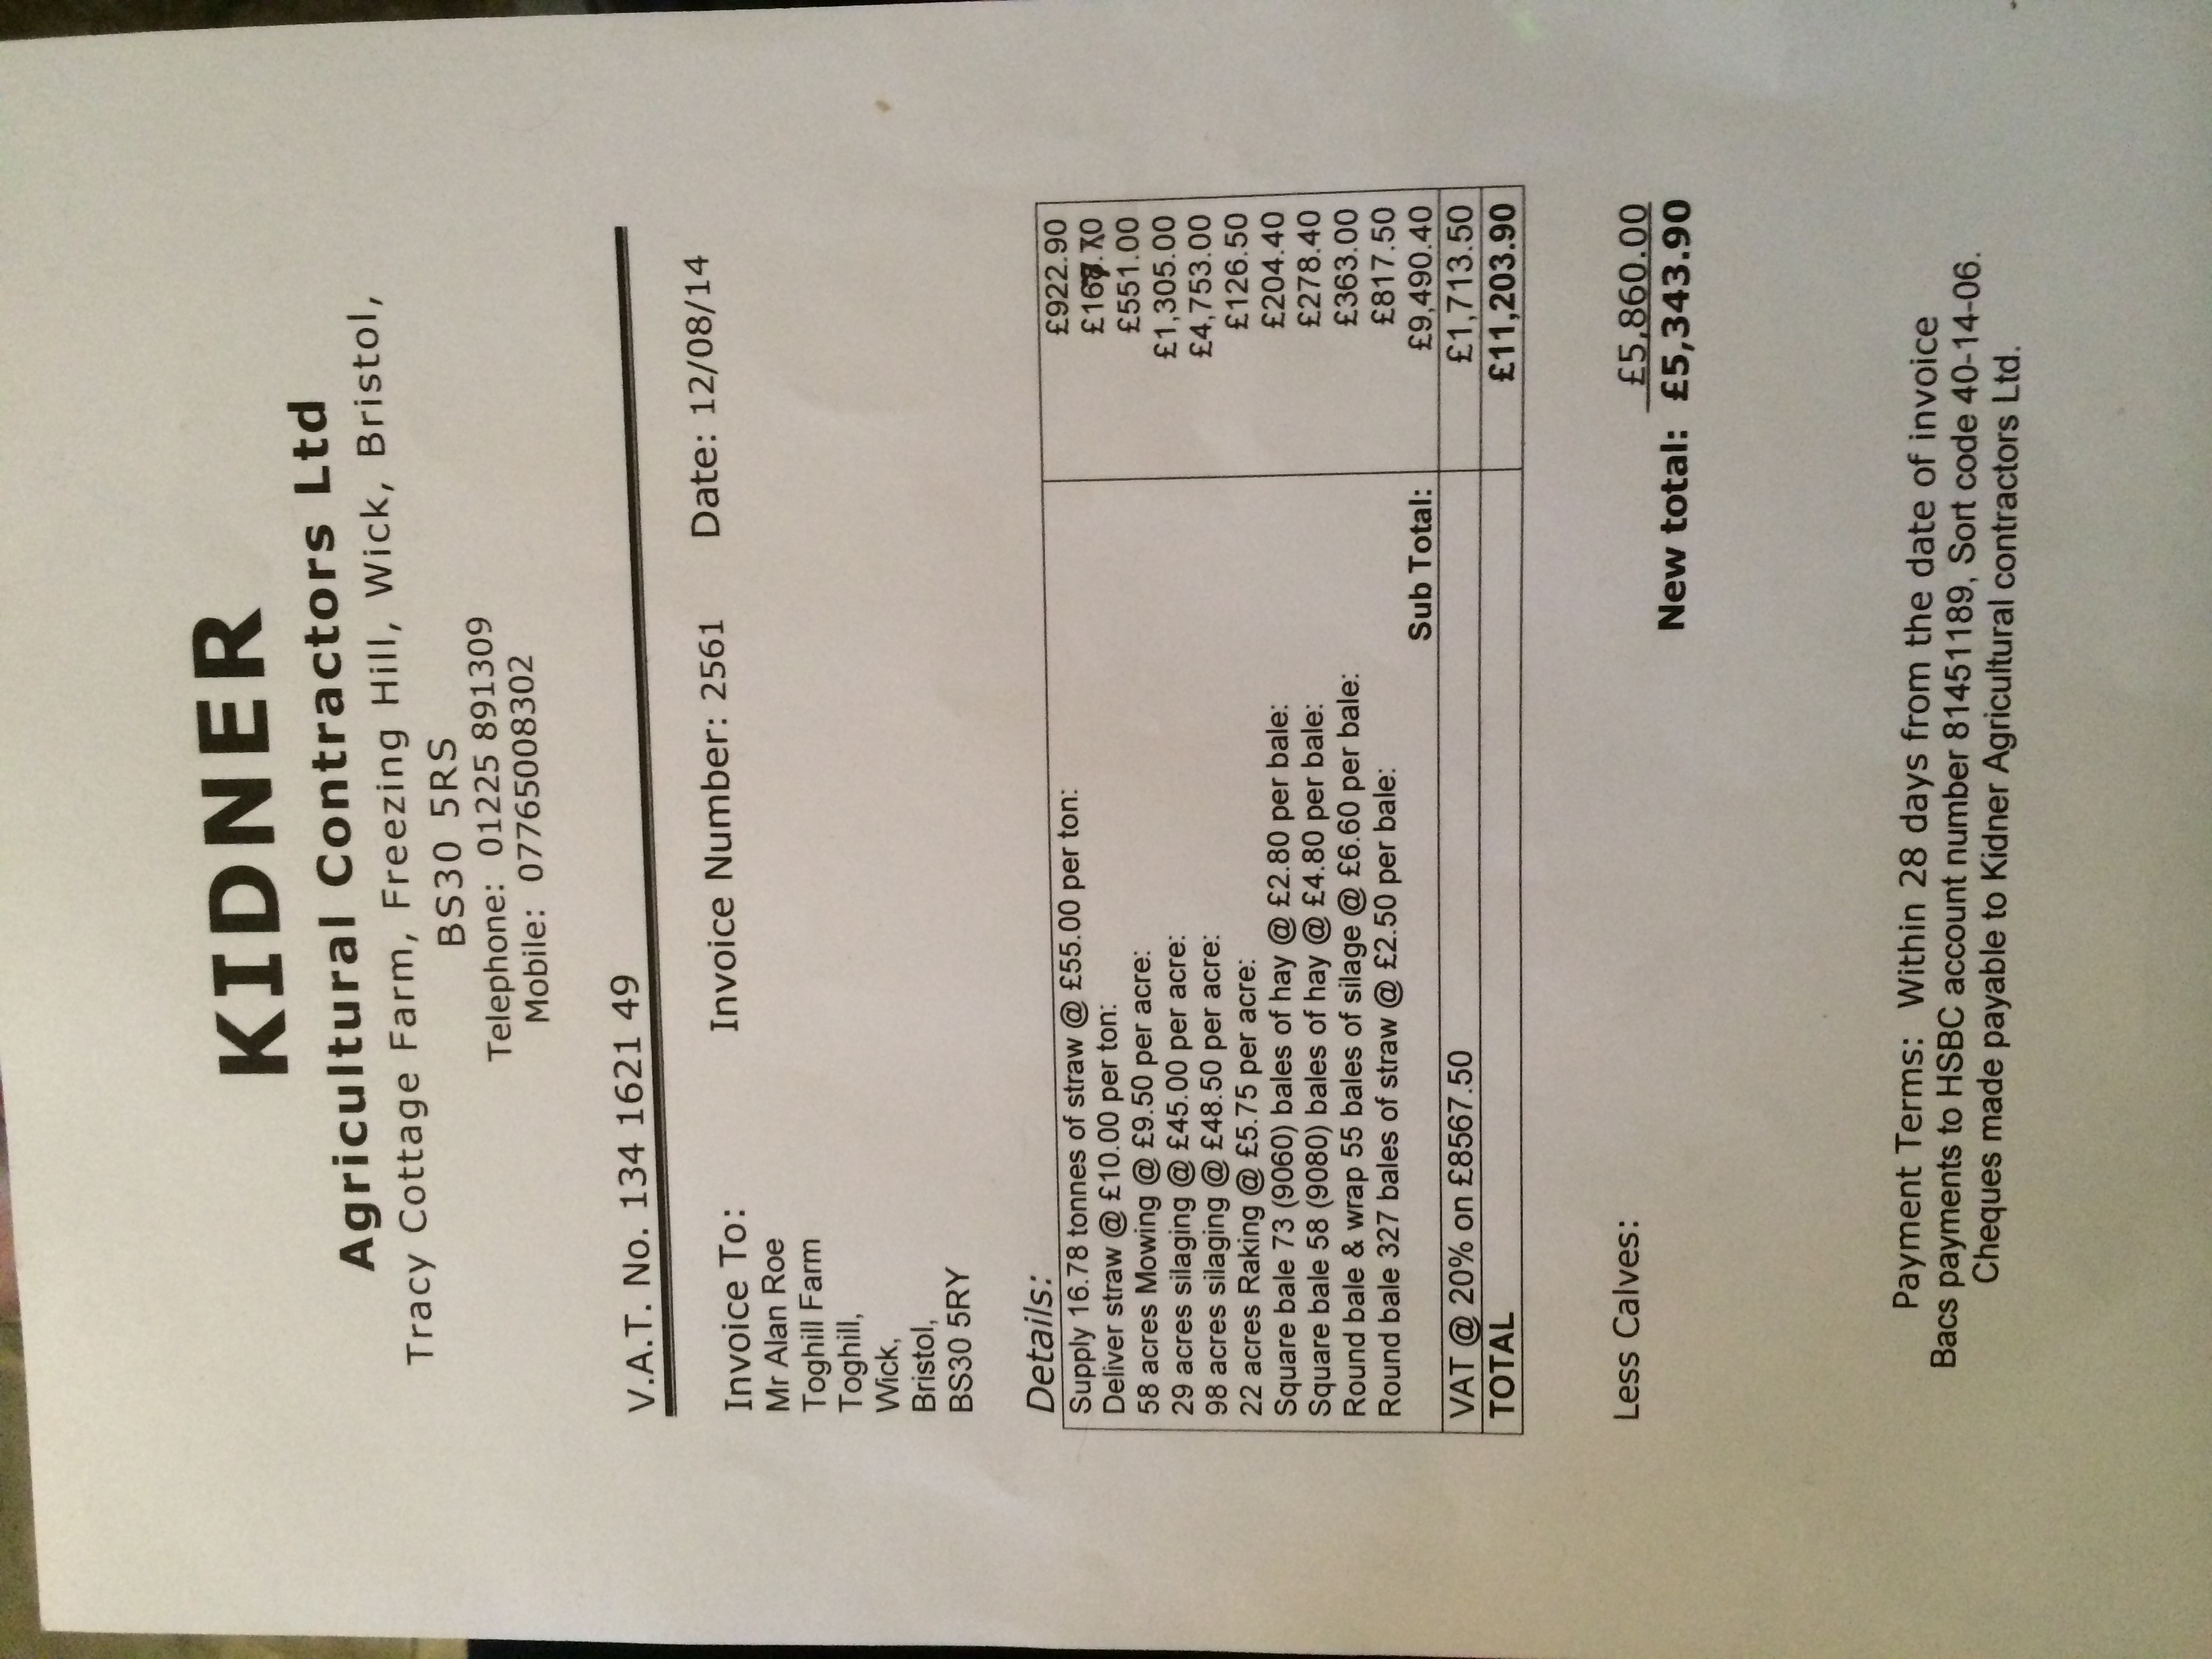 KIDNER
Agricultural Contractors Ltd
Tracy Cottage Farm, Freezing Hill, Wick, Bristol,
BS30 5RS
Telephone: 01225 891309
Mobile: 07765008302
V.A.T. No. 134 1621 49
Invoice To: Invoice Number: 2561 Date: 12/08/14
Mr Alan Roe
Toghill Farm
Toghill,
Wick,
Bristol,
BS30 5RY
Details:
Supply 16.78 tonnes of straw @ £55.00 per ton: £922.90
Deliver straw @ £10.00 per ton:
58 acres Mowing @ £9.50 per acre: £551.00
29 acres silaging @ £45.00 per acre: £1,305.00
98 acres silaging @ £48.50 per acre: £4,753.00
22 acres Raking @ £5.75 per acre: £126.50
Square bale 73 (9060) bales of hay @ £2.80 per bale: £204.40
Square bale 58 (9080) bales of hay @ £4.80 per bale: £278.40
Round bale & wrap 55 bales of silage @ £6.60 per bale: £363.00
Round bale 327 bales of straw @ £2.50 per bale: £817.50
Sub Total: £9,490.40
VAT @ 20% on £8567.50 £1,713.50
TOTAL £11,203.90
Less Calves: £5,860.00
New total: £5,343.90
Payment Terms: Within 28 days from the date of invoice
Bacs payments to HSBC account number 81451189, Sort code 40-14-06.
Cheques made payable to Kidner Agricultural contractors Ltd.